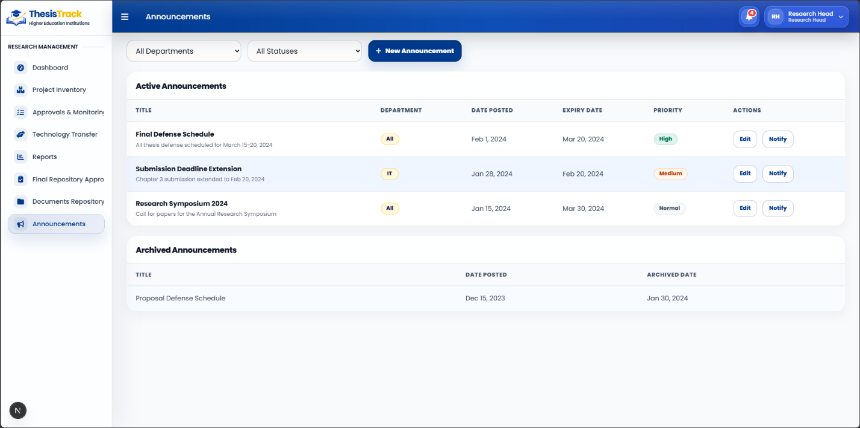 ThesisTrack
Higher Education Institutions
Announcements
4
RH
Research Head
Research Head
RESEARCH MANAGEMENT
Dashboard
Project Inventory
Approvals & Monitorin
Technology Transfer
Reports
Final Repository Appro
Documents Repository
Announcements
All Departments
All Statuses
+ New Announcement
Active Announcements
TITLE DEPARTMENT DATE POSTED EXPIRY DATE PRIORITY ACTIONS
Final Defense Schedule All Feb 1, 2024 Mar 20, 2024 High Edit Notify
All thesis defense scheduled for March 15-20, 2024
Submission Deadline Extension IT Jan 28, 2024 Feb 20, 2024 Medium Edit Notify
Chapter 3 submission extended to Feb 20, 2024
Research Symposium 2024 All Jan 15, 2024 Mar 30, 2024 Normal Edit Notify
Call for papers for the Annual Research Symposium
Archived Announcements
TITLE DATE POSTED ARCHIVED DATE
Proposal Defense Schedule Dec 15, 2023 Jan 30, 2024
N